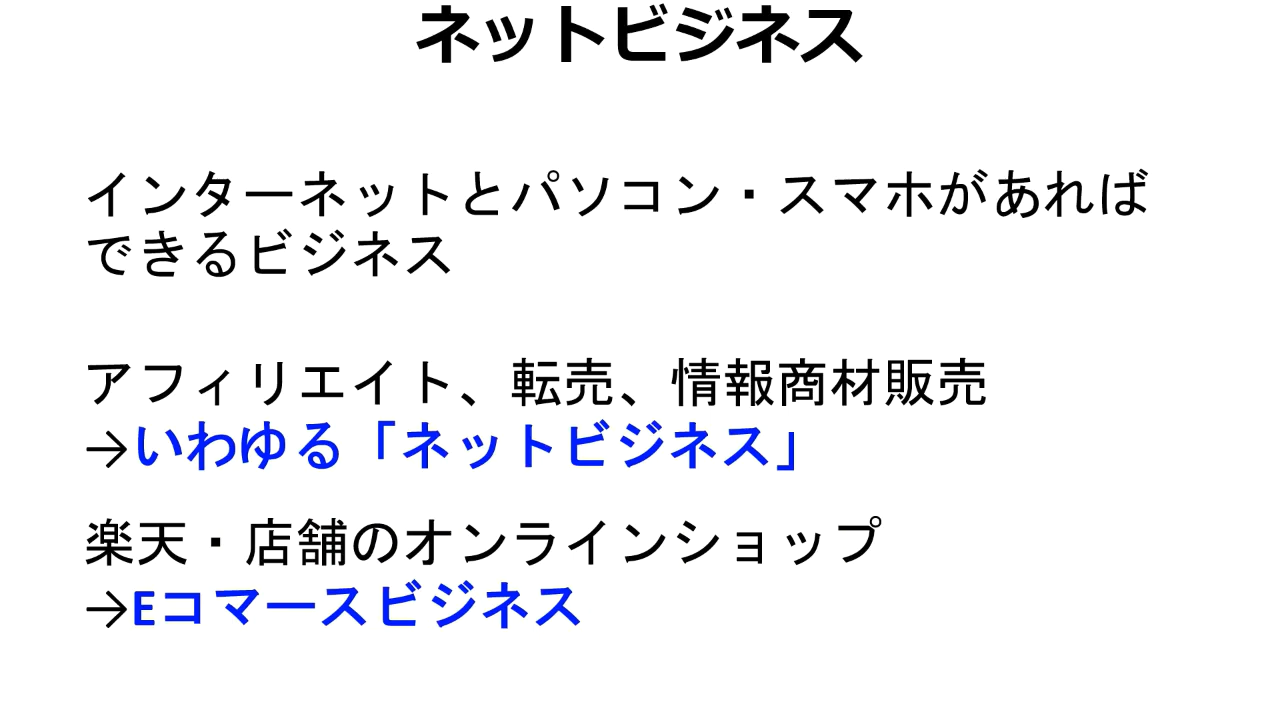 ネットビジネス
インターネットとパソコン・スマホがあれば
できるビジネス
アフィリエイト、転売、情報商材販売
→いわゆる「ネットビジネス」
楽天・店舗のオンラインショップ
→Eコマースビジネス